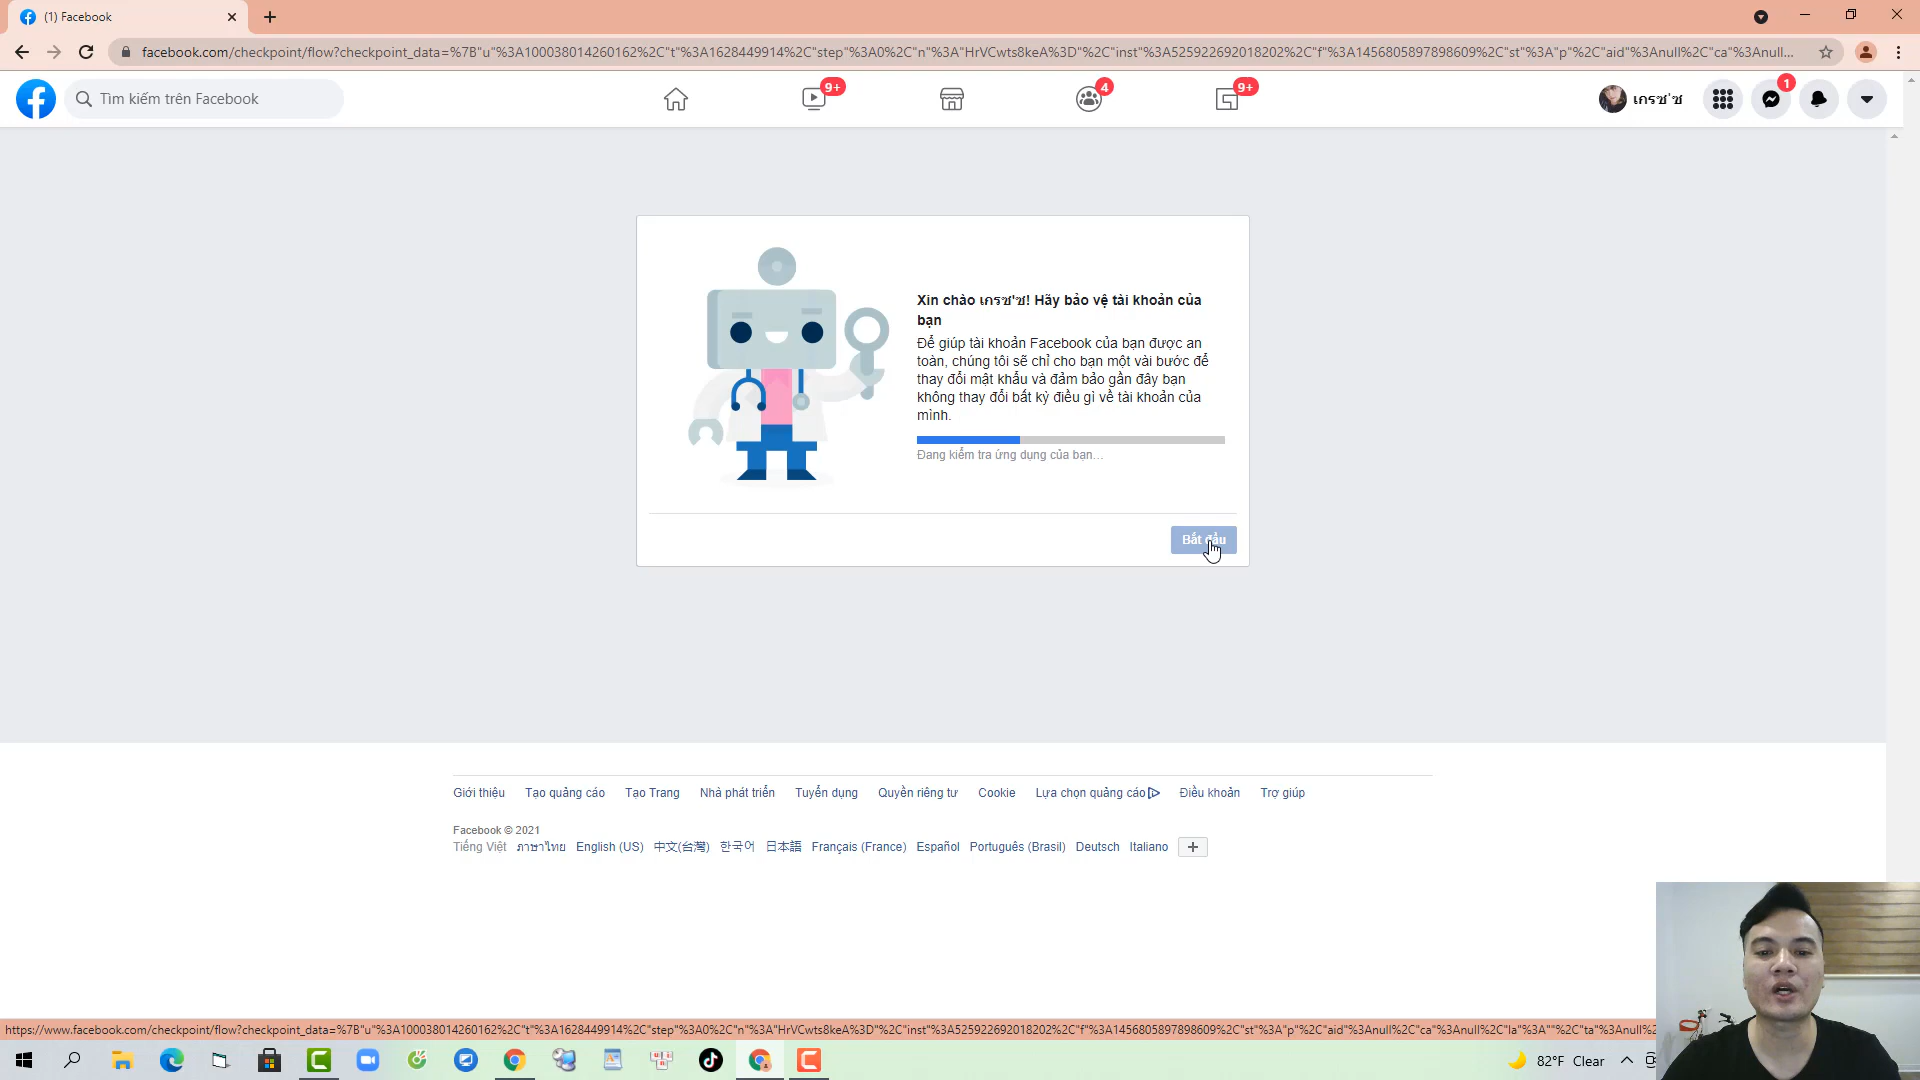 (1) Facebook
facebook.com/checkpoint/flow?checkpoint_data=%7B"u"%3A100038014260162%2C"t"%3A1628449914%2C"step"%3A0%2C"n"%3A"HrVCwts8keA%3D"%2C"inst"%3A525922692018202%2C"f"%3A1456805897898609%2C"st"%3A"p"%2C"aid"%3Anull%2C"ca"%3Anull...
Tìm kiếm trên Facebook
9+
4
9+
เกรซ'ซ
1
Xin chào เกรซ'ซ! Hãy bảo vệ tài khoản của
bạn
Để giúp tài khoản Facebook của bạn được an
toàn, chúng tôi sẽ chỉ cho bạn một vài bước để
thay đổi mật khẩu và đảm bảo gần đây bạn
không thay đổi bất kỳ điều gì về tài khoản của
mình.
Đang kiểm tra ứng dụng của bạn...
Bắt đầu
Giới thiệu Tạo quảng cáo Tạo Trang Nhà phát triển Tuyển dụng Quyền riêng tư Cookie Lựa chọn quảng cáo Điều khoản Trợ giúp
Facebook © 2021
Tiếng Việt ภาษาไทย English (US) 中文(台灣) 한국어 日本語 Français (France) Español Português (Brasil) Deutsch Italiano
https://www.facebook.com/checkpoint/flow?checkpoint_data=%7B"u"%3A100038014260162%2C"t"%3A1628449914%2C"step"%3A0%2C"n"%3A"HrVCwts8keA%3D"%2C"inst"%3A525922692018202%2C"f"%3A1456805897898609%2C"st"%3A"p"%2C"aid"%3Anull%2C"ca"%3Anull%2C"la"%3A""%2C"ta"%3Anull%2
82°F Clear